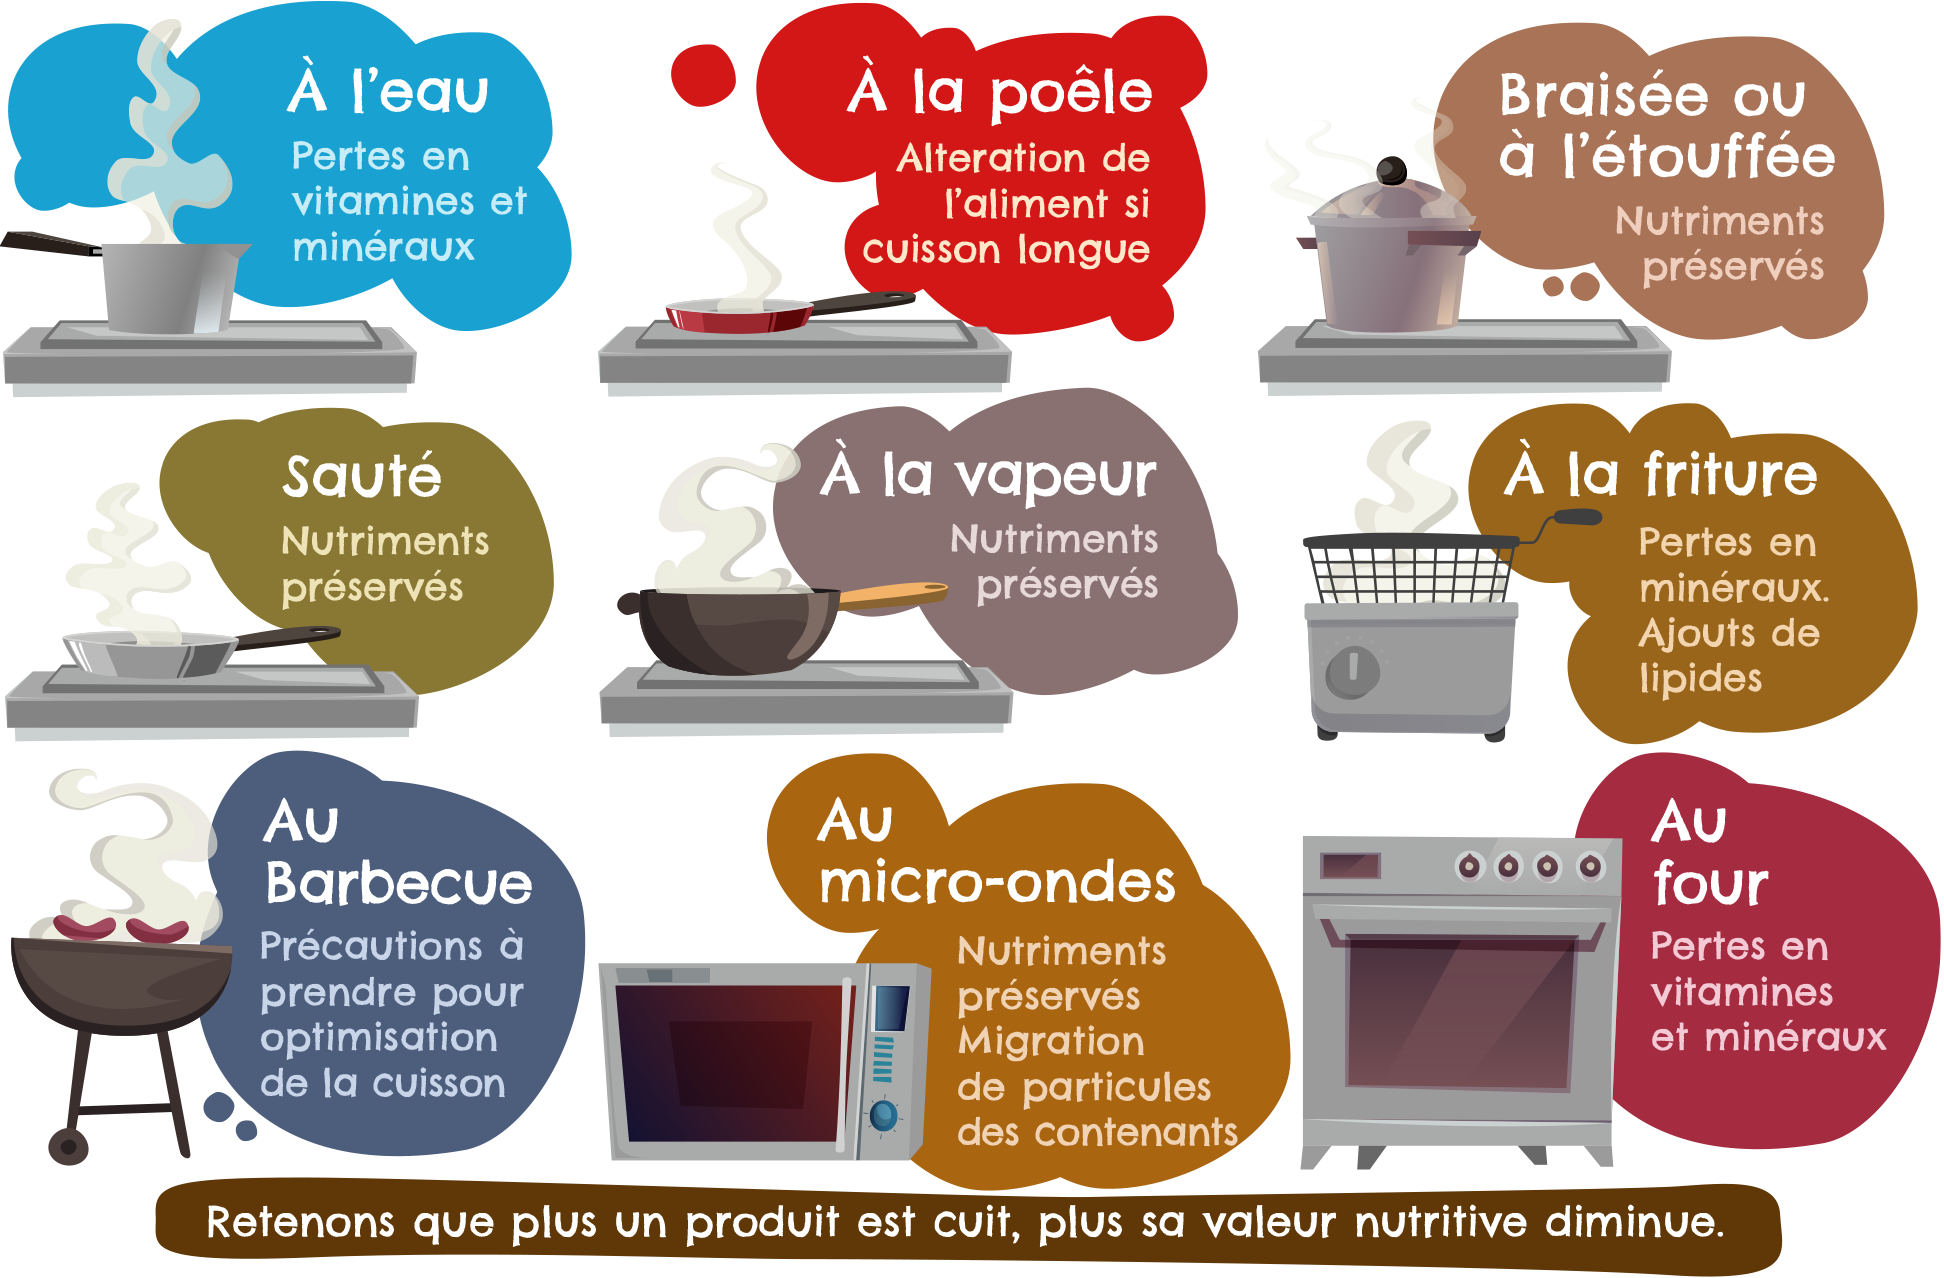 À l'eau
Pertes en
vitamines et
minéraux
À la poêle
Alteration de
l'aliment si
cuisson longue
Braisée ou
à l'étouffée
Nutriments
préservés
Sauté
Nutriments
préservés
À la vapeur
Nutriments
préservés
À la friture
Pertes en
minéraux.
Ajouts de
lipides
Au
Barbecue
Précautions à
prendre pour
optimisation
de la cuisson
Au
micro-ondes
Nutriments
préservés
Migration
de particules
des contenants
Au
four
Pertes en
vitamines
et minéraux
Retenons que plus un produit est cuit, plus sa valeur nutritive diminue.